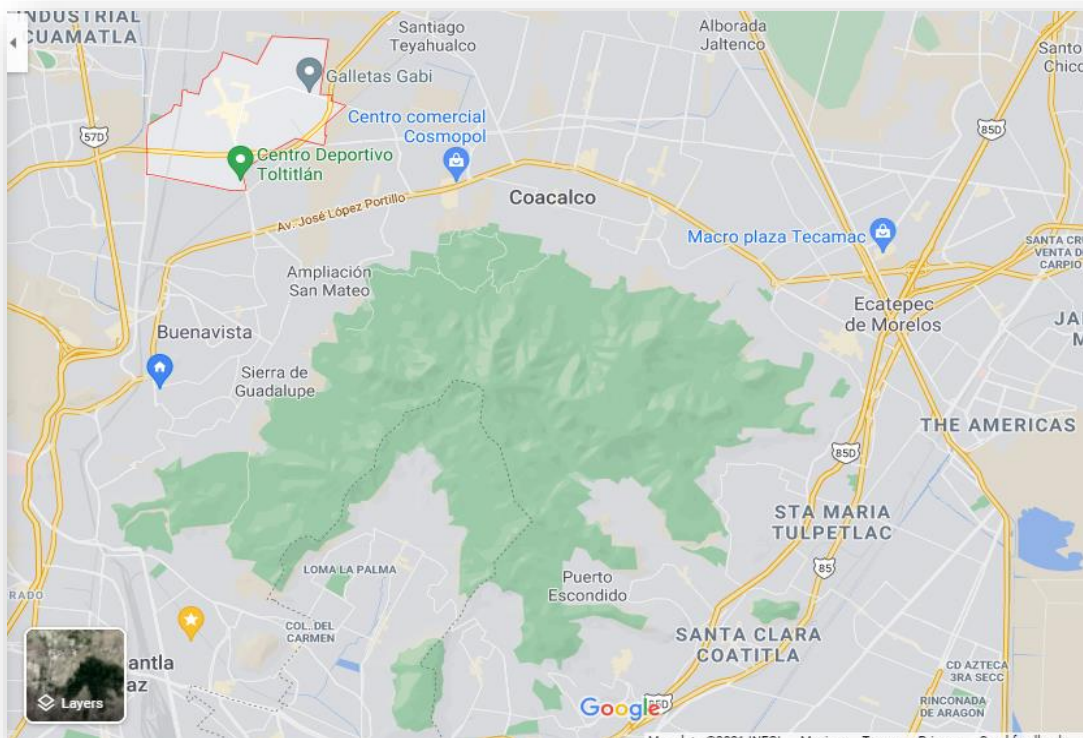 INDUSTRIAL
CUAMATLA
Santiago
Teyahualco
Alborada
Jaltenco
Santo
Chico
Galletas Gabi
57D
Centro comercial
Cosmopol
85D
Centro Deportivo
Toltitlán
Av. José López Portillo
Coacalco
Macro plaza Tecamac
SANTA CRU
VENTA D
CARPIO
Ampliación
San Mateo
Ecatepec
de Morelos
Buenavista
Sierra de
Guadalupe
THE AMERICAS
85D
STA MARIA
TULPETLAC
85
LOMA LA PALMA
Puerto
Escondido
RADO
COL. DEL
CARMEN
SANTA CLARA
COATITLA
antla
az
CD AZTECA
3RA SECC
Layers
Google
RINCONADA
DE ARAGON